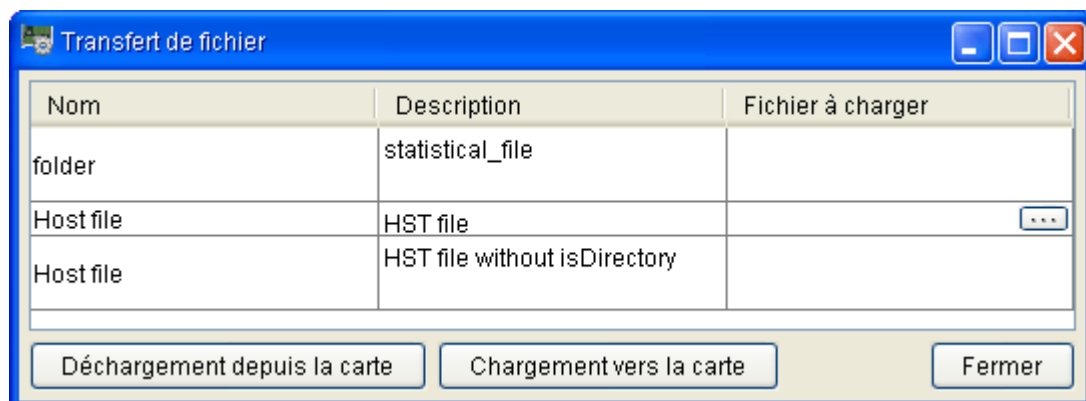 Transfert de fichier
Nom Description Fichier à charger
folder statistical_file
Host file HST file ...
Host file HST file without isDirectory
Déchargement depuis la carte Chargement vers la carte Fermer